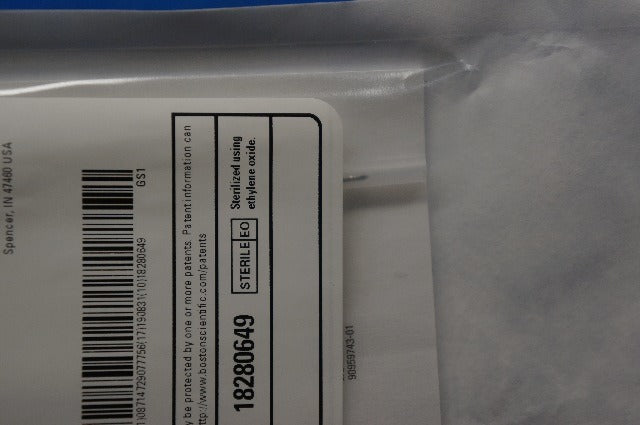 Spencer, IN 47460 USA
GS1
)08714729077756(17)190831(10)18280649
y be protected by one or more patents. Patent information can
http://www.bostonscientific.com/patents
STERILE EO
Sterilized using
ethylene oxide.
18280649
90959743-01